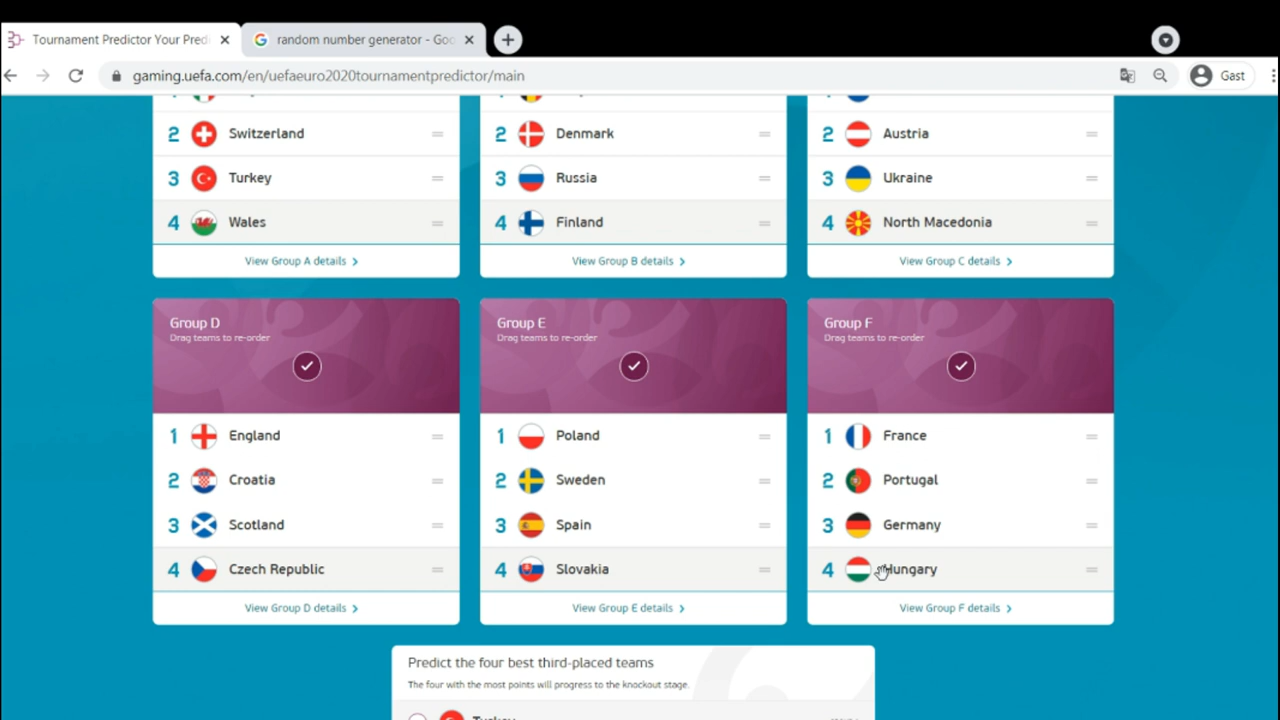 Tournament Predictor Your Pred
random number generator - Goo
gaming.uefa.com/en/uefaeuro2020tournamentpredictor/main
Gast
2 Switzerland
3 Turkey
4 Wales
View Group A details
2 Denmark
3 Russia
4 Finland
View Group B details
2 Austria
3 Ukraine
4 North Macedonia
View Group C details
Group D
Drag teams to re-order
1 England
2 Croatia
3 Scotland
4 Czech Republic
View Group D details
Group E
Drag teams to re-order
1 Poland
2 Sweden
3 Spain
4 Slovakia
View Group E details
Group F
Drag teams to re-order
1 France
2 Portugal
3 Germany
4 Hungary
View Group F details
Predict the four best third-placed teams
The four with the most points will progress to the knockout stage.
Turkey